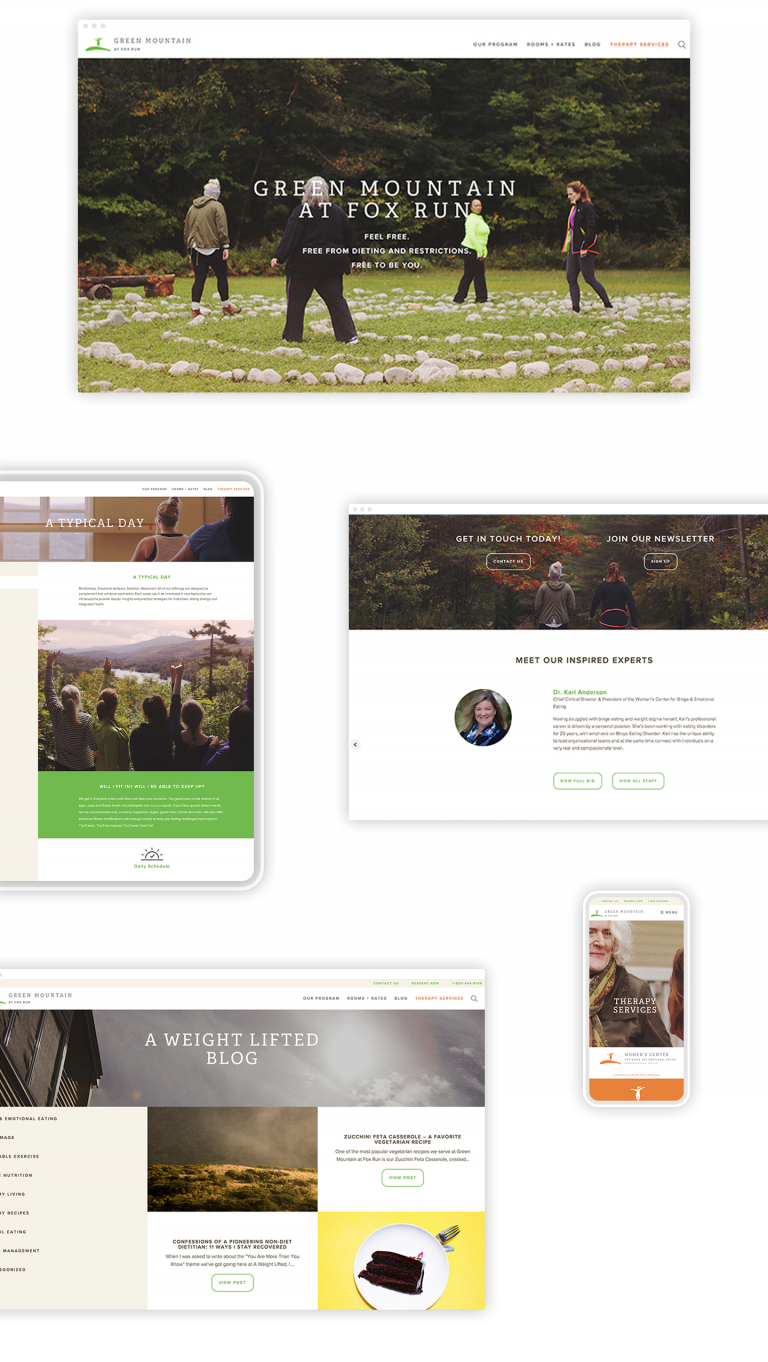 GREEN MOUNTAIN
AT FOX RUN
OUR PROGRAM
ROOMS + RATES
BLOG
THERAPY SERVICES
GREEN MOUNTAIN
AT FOX RUN
FEEL FREE.
FREE FROM DIETING AND RESTRICTIONS.
FREE TO BE YOU.
OUR PROGRAM
ROOMS + RATES
BLOG
THERAPY SERVICES
A TYPICAL DAY
A TYPICAL DAY
WILL I FIT IN? WILL I BE ABLE TO KEEP UP?
Daily Schedule
GET IN TOUCH TODAY!
CONTACT US
JOIN OUR NEWSLETTER
SIGN UP
MEET OUR INSPIRED EXPERTS
Dr. Kari Anderson
Chief Clinical Director & President of the Women's Center for Binge & Emotional
Eating
Having struggled with binge eating and weight stigma herself, Kari's professional
career is driven by a personal passion. She's been working with eating disorders
for 25 years, with emphasis on Binge Eating Disorder. Kari has the unique ability
to lead organizational teams and at the same time connect with individuals on a
very real and compassionate level.
VIEW FULL BIO
VIEW ALL STAFF
GREEN MOUNTAIN
MENU
THERAPY
SERVICES
WOMEN'S CENTER
CONTACT US
RESERVE NOW
GREEN MOUNTAIN
AT FOX RUN
OUR PROGRAM
ROOMS + RATES
BLOG
THERAPY SERVICES
A WEIGHT LIFTED
BLOG
& EMOTIONAL EATING
MAGE
ABLE EXERCISE
NUTRITION
Y LIVING
Y RECIPES
L EATING
MANAGEMENT
EGORIZED
ZUCCHINI FETA CASSEROLE – A FAVORITE
VEGETARIAN RECIPE
One of the most popular vegetarian recipes we serve at Green
Mountain at Fox Run is our Zucchini Feta Casserole, created...
VIEW POST
CONFESSIONS OF A PIONEERING NON-DIET
DIETITIAN: 11 WAYS I STAY RECOVERED
When I was asked to write about the "You Are More Than You
Know" theme we've got going here at A Weight Lifted, I ...
VIEW POST